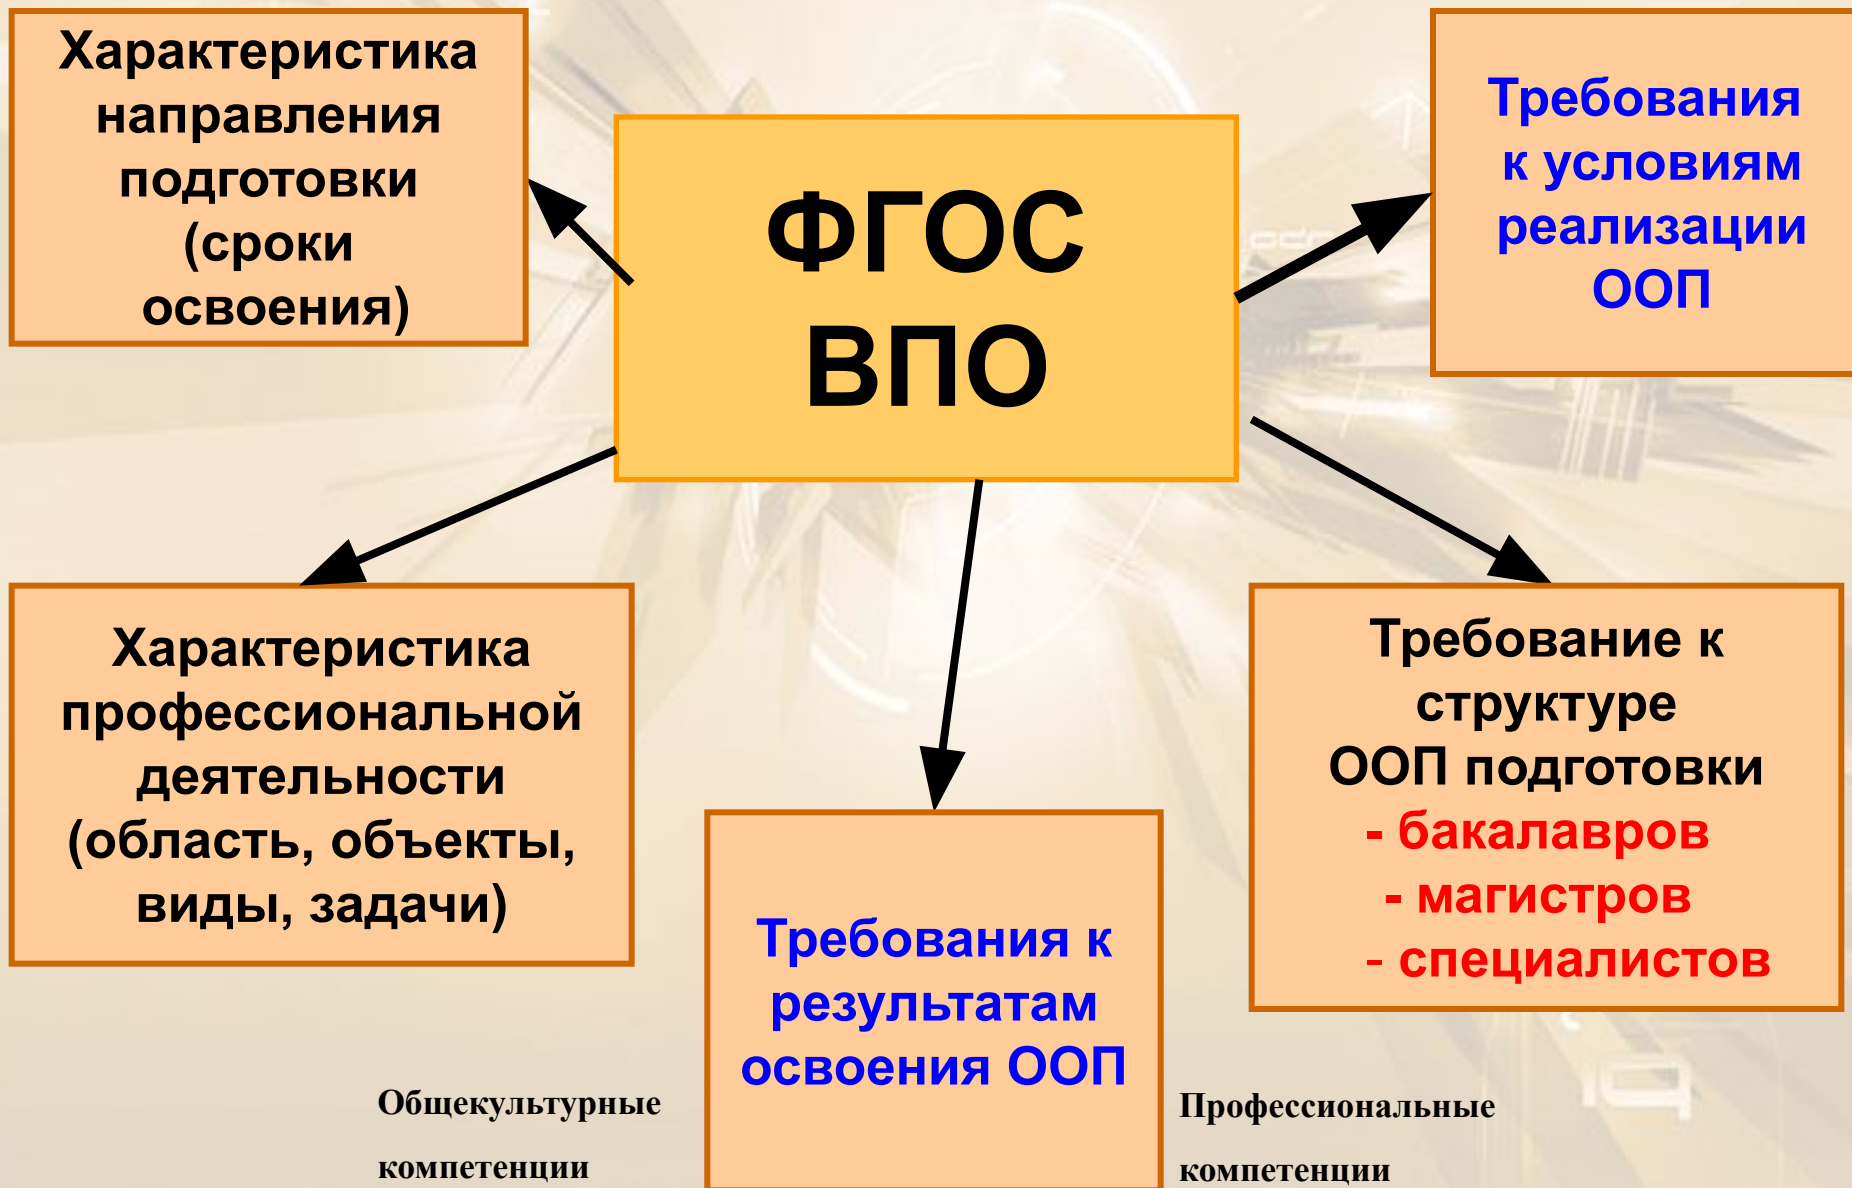 Характеристика
направления
подготовки
(сроки
освоения)
ФГОС
ВПО
Требования
к условиям
реализации
ООП
Характеристика
профессиональной
деятельности
(область, объекты,
виды, задачи)
Требования к
результатам
освоения ООП
Требование к
структуре
ООП подготовки
- бакалавров
- магистров
- специалистов
Общекультурные
компетенции
Профессиональные
компетенции